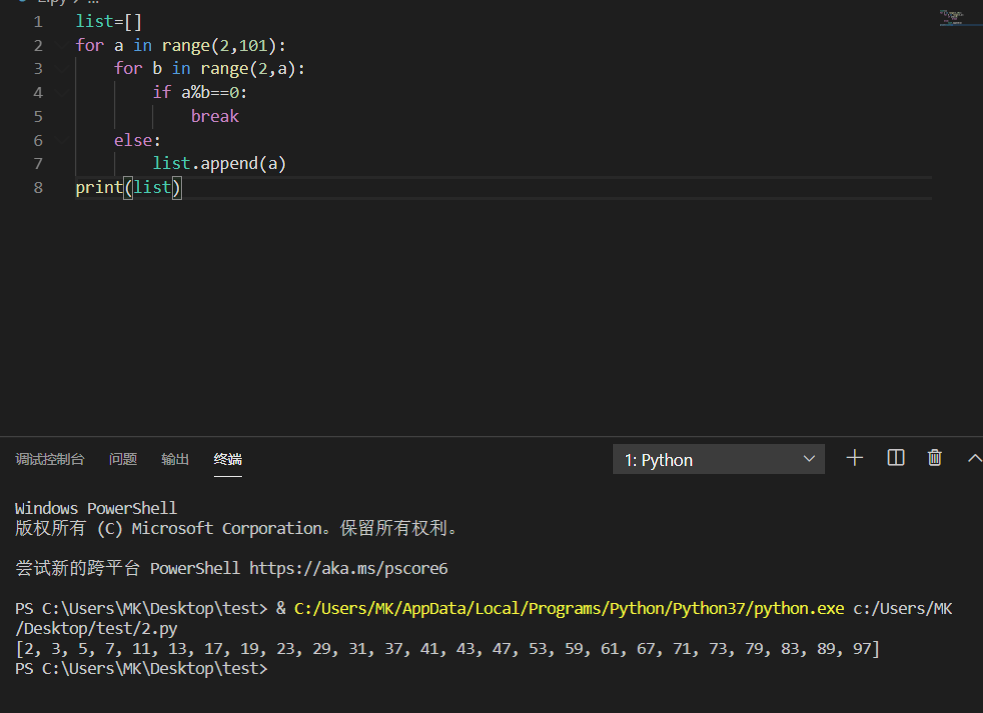 1 list=[]
2 for a in range(2,101):
3     for b in range(2,a):
4         if a%b==0:
5             break
6     else:
7         list.append(a)
8 print(list)
调试控制台 问题 输出 终端 1: Python
Windows PowerShell
版权所有 (C) Microsoft Corporation。保留所有权利。
尝试新的跨平台 PowerShell https://aka.ms/pscore6
PS C:\Users\MK\Desktop\test> & C:/Users/MK/AppData/Local/Programs/Python/Python37/python.exe c:/Users/MK
/Desktop/test/2.py
[2, 3, 5, 7, 11, 13, 17, 19, 23, 29, 31, 37, 41, 43, 47, 53, 59, 61, 67, 71, 73, 79, 83, 89, 97]
PS C:\Users\MK\Desktop\test>